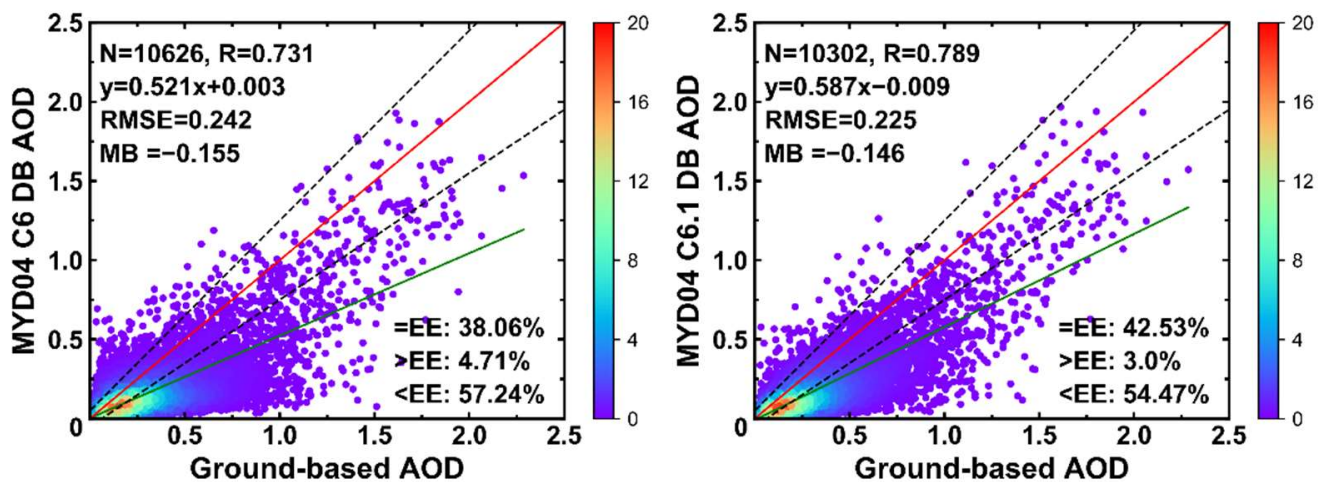 MYD04 C6 DB AOD
2.5
2.0
1.5
1.0
0.5
0
N=10626, R=0.731
y=0.521x+0.003
RMSE=0.242
MB =−0.155
=EE: 38.06%
>EE: 4.71%
<EE: 57.24%
0.5
1.0
1.5
2.0
2.5
Ground-based AOD
20
16
12
8
4
0
MYD04 C6.1 DB AOD
2.5
2.0
1.5
1.0
0.5
0
N=10302, R=0.789
y=0.587x−0.009
RMSE=0.225
MB =−0.146
=EE: 42.53%
>EE: 3.0%
<EE: 54.47%
0.5
1.0
1.5
2.0
2.5
Ground-based AOD
20
16
12
8
4
0